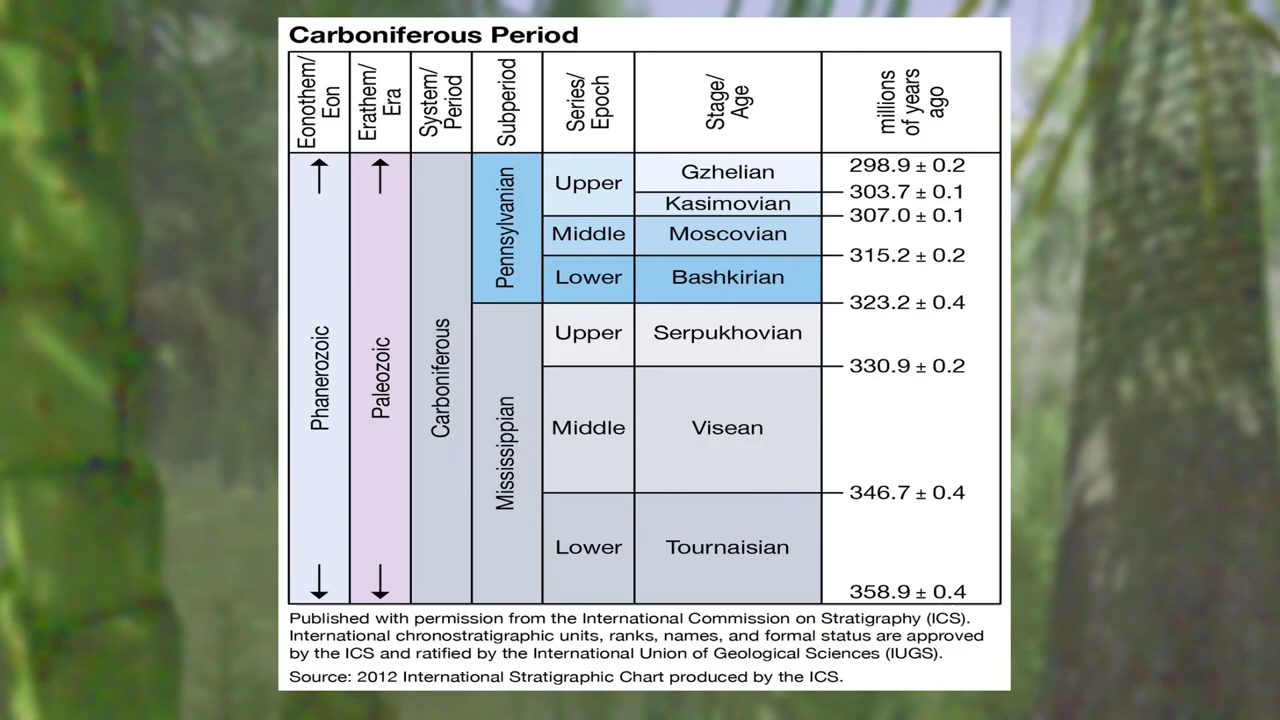 Carboniferous Period
Eonothem/
Eon
Erathem/
Era
System/
Period
Subperiod
Series/
Epoch
Stage/
Age
millions
of years
ago
Phanerozoic
Paleozoic
Carboniferous
Pennsylvanian
Upper
Gzhelian
298.9 ± 0.2
303.7 ± 0.1
Kasimovian
307.0 ± 0.1
Middle
Moscovian
315.2 ± 0.2
Lower
Bashkirian
323.2 ± 0.4
Mississippian
Upper
Serpukhovian
330.9 ± 0.2
Middle
Visean
346.7 ± 0.4
Lower
Tournaisian
358.9 ± 0.4
Published with permission from the International Commission on Stratigraphy (ICS).
International chronostratigraphic units, ranks, names, and formal status are approved
by the ICS and ratified by the International Union of Geological Sciences (IUGS).
Source: 2012 International Stratigraphic Chart produced by the ICS.